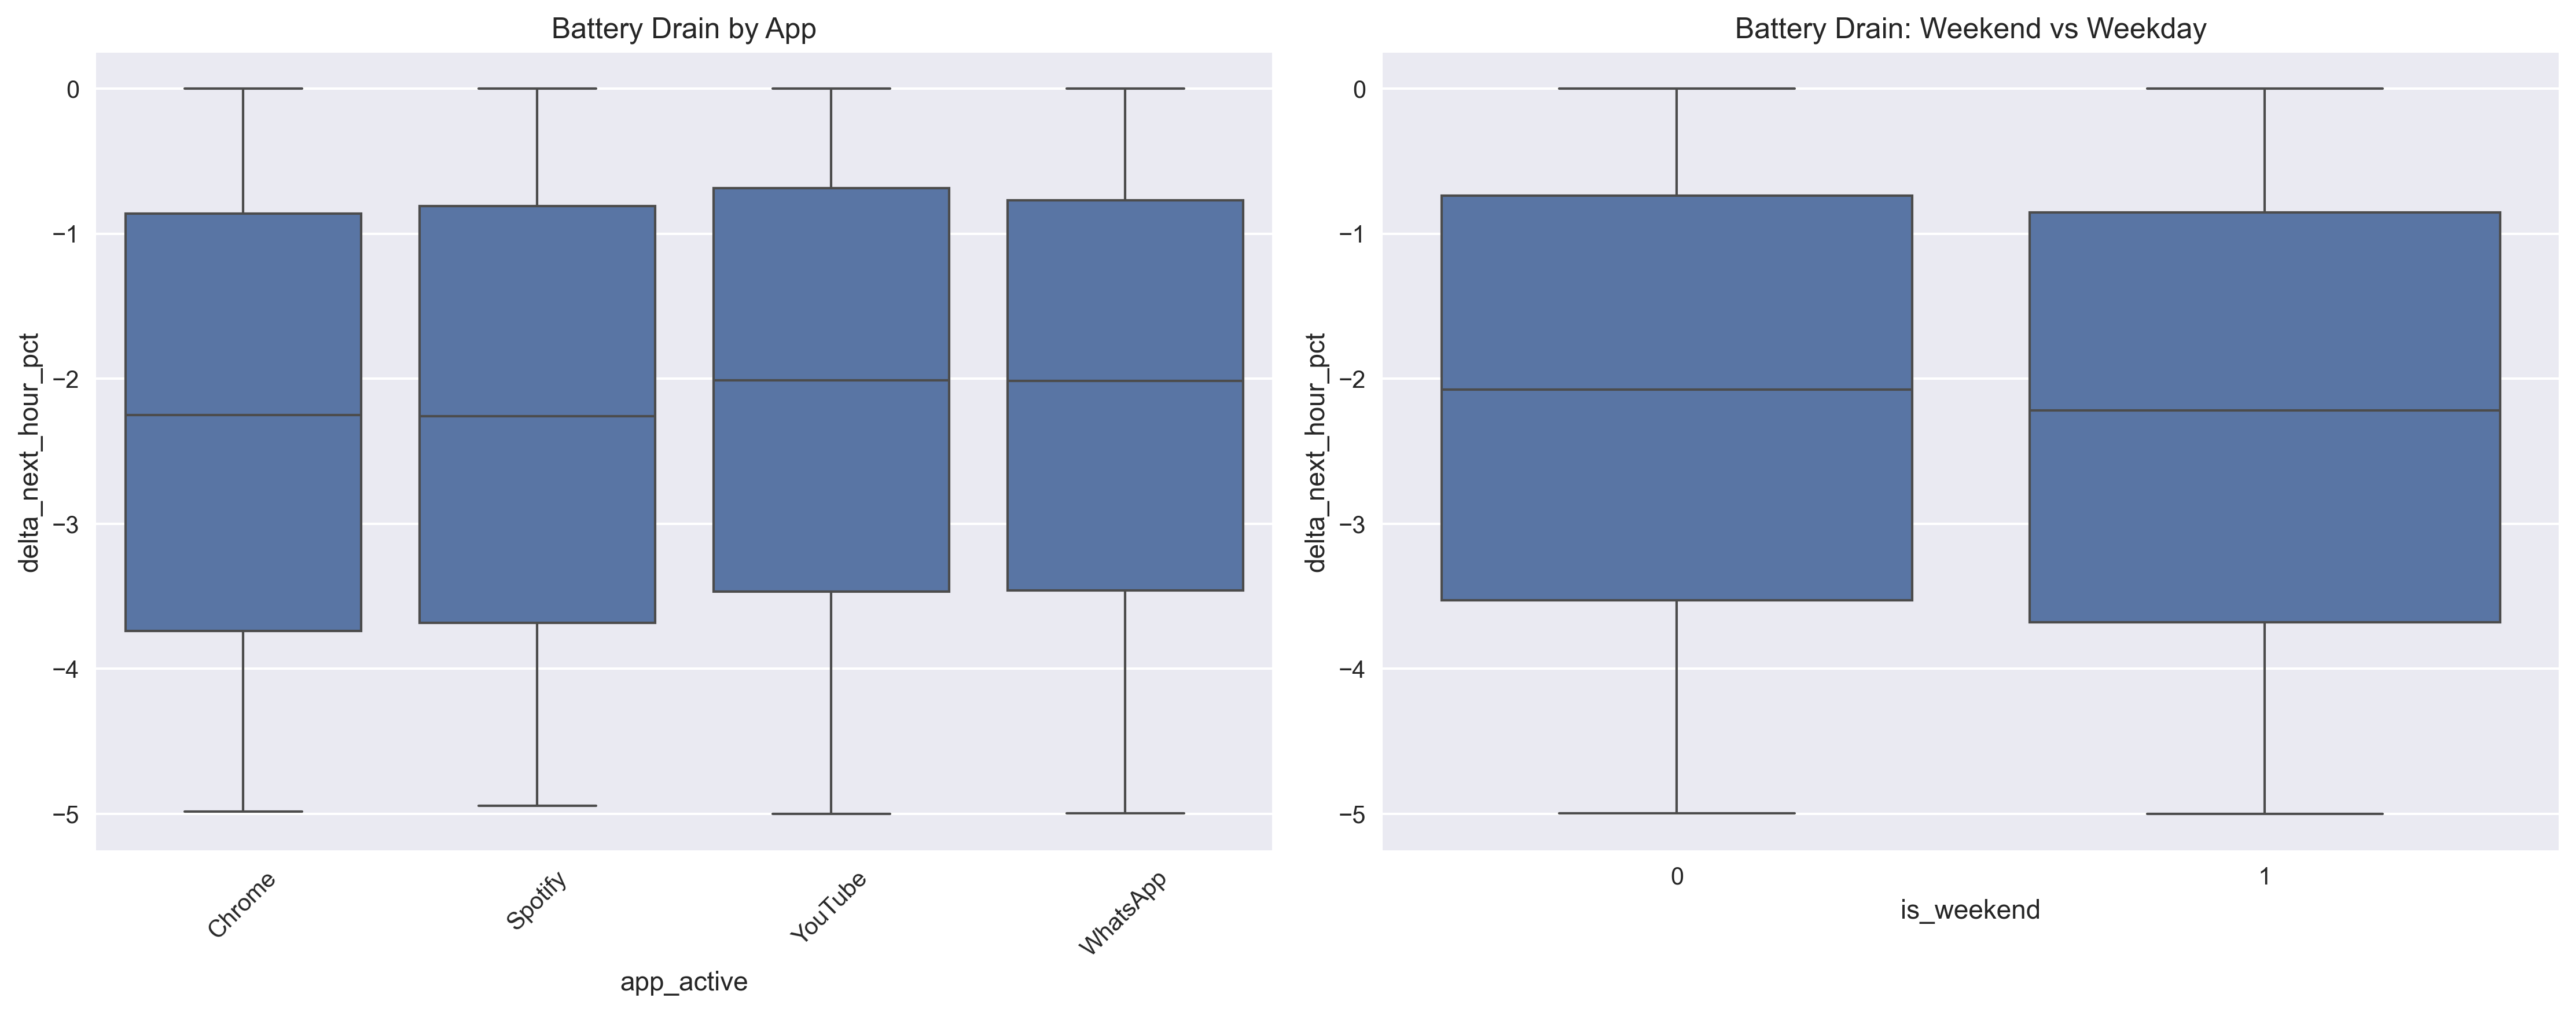 Battery Drain by App
delta_next_hour_pct
0
−1
−2
−3
−4
−5
Chrome
Spotify
YouTube
WhatsApp
app_active
Battery Drain: Weekend vs Weekday
delta_next_hour_pct
0
−1
−2
−3
−4
−5
0
1
is_weekend